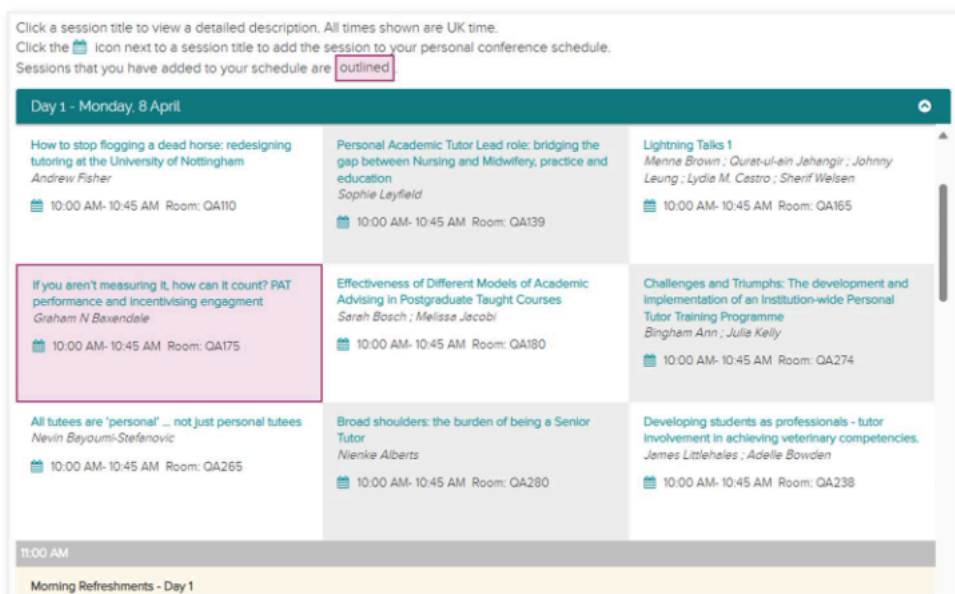 Click a session title to view a detailed description. All times shown are UK time.
Click the icon next to a session title to add the session to your personal conference schedule.
Sessions that you have added to your schedule are outlined.
Day 1 - Monday, 8 April
How to stop flogging a dead horse: redesigning
tutoring at the University of Nottingham
Andrew Fisher
10:00 AM- 10:45 AM Room: QA110
Personal Academic Tutor Lead role: bridging the
gap between Nursing and Midwifery, practice and
education
Sophie Layfield
10:00 AM- 10:45 AM Room: QA139
Lightning Talks 1
Menna Brown ; Qurat-ul-ain Jahangir ; Johnny
Leung ; Lydia M. Castro ; Sherif Welsen
10:00 AM- 10:45 AM Room: QA165
If you aren't measuring it, how can it count? PAT
performance and incentivising engagment
Graham N Baxendale
10:00 AM- 10:45 AM Room: QA175
Effectiveness of Different Models of Academic
Advising in Postgraduate Taught Courses
Sarah Bosch ; Melissa Jacobi
10:00 AM- 10:45 AM Room: QA180
Challenges and Triumphs: The development and
implementation of an Institution-wide Personal
Tutor Training Programme
Bingham Ann ; Julia Kelly
10:00 AM- 10:45 AM Room: QA274
All tutees are 'personal' ... not just personal tutees
Nevin Bayoumi-Stefanovic
10:00 AM- 10:45 AM Room: QA265
Broad shoulders: the burden of being a Senior
Tutor
Nienke Alberts
10:00 AM- 10:45 AM Room: QA280
Developing students as professionals - tutor
involvement in achieving veterinary competencies.
James Littlehales ; Adelle Bowden
10:00 AM- 10:45 AM Room: QA238
11:00 AM
Morning Refreshments - Day 1